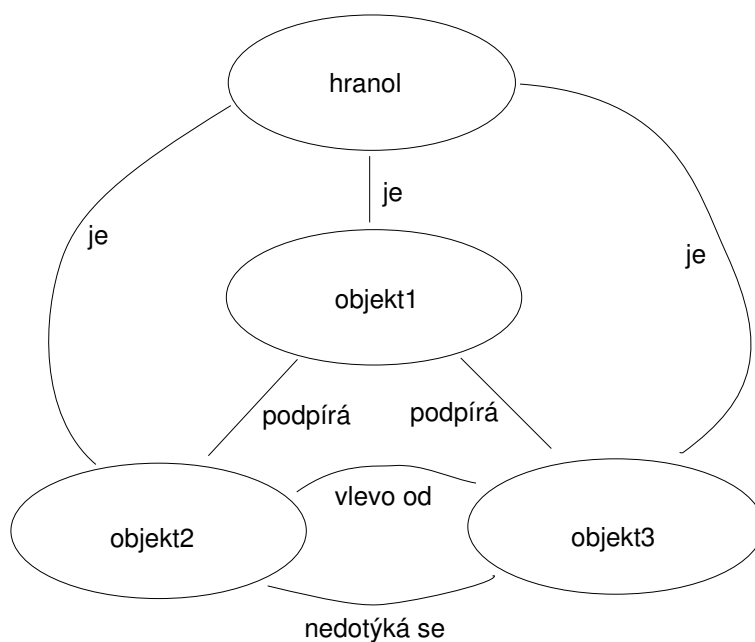 hranol
je
je
je
objekt1
podpírá
podpírá
vlevo od
objekt2
objekt3
nedotýká se